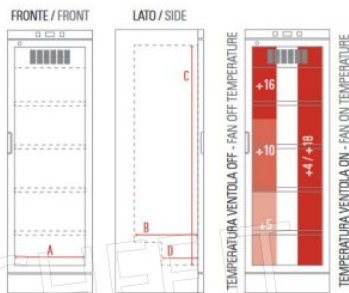 FRONTE / FRONT
LATO / SIDE
C
B
D
A
TEMPERATURA VENTOLA OFF - FAN OFF TEMPERATURE
+16
+10
+5
+4 / +18
TEMPERATURA VENTOLA ON - FAN ON TEMPERATURE